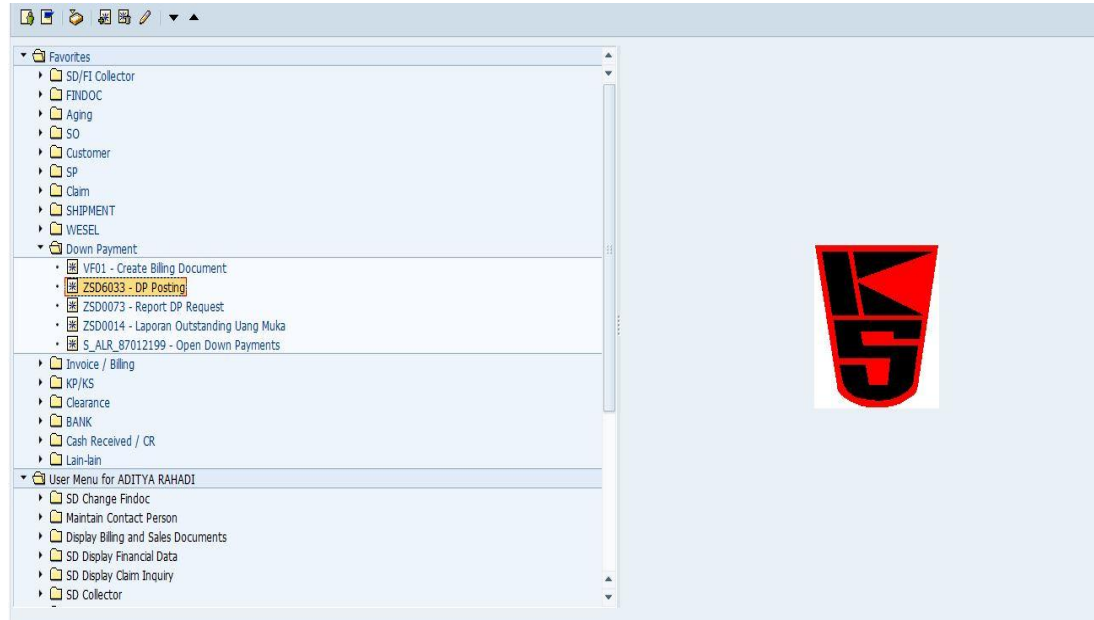 Favorites
SD/FI Collector
FINDOC
Aging
SO
Customer
SP
Claim
SHIPMENT
WESEL
Down Payment
VF01 - Create Billing Document
ZSD6033 - DP Posting
ZSD0073 - Report DP Request
ZSD0014 - Laporan Outstanding Uang Muka
S_ALR_87012199 - Open Down Payments
Invoice / Billing
KP/KS
Clearance
BANK
Cash Received / CR
Lain-lain
User Menu for ADITYA RAHADI
SD Change Findoc
Maintain Contact Person
Display Billing and Sales Documents
SD Display Financial Data
SD Display Claim Inquiry
SD Collector
KS